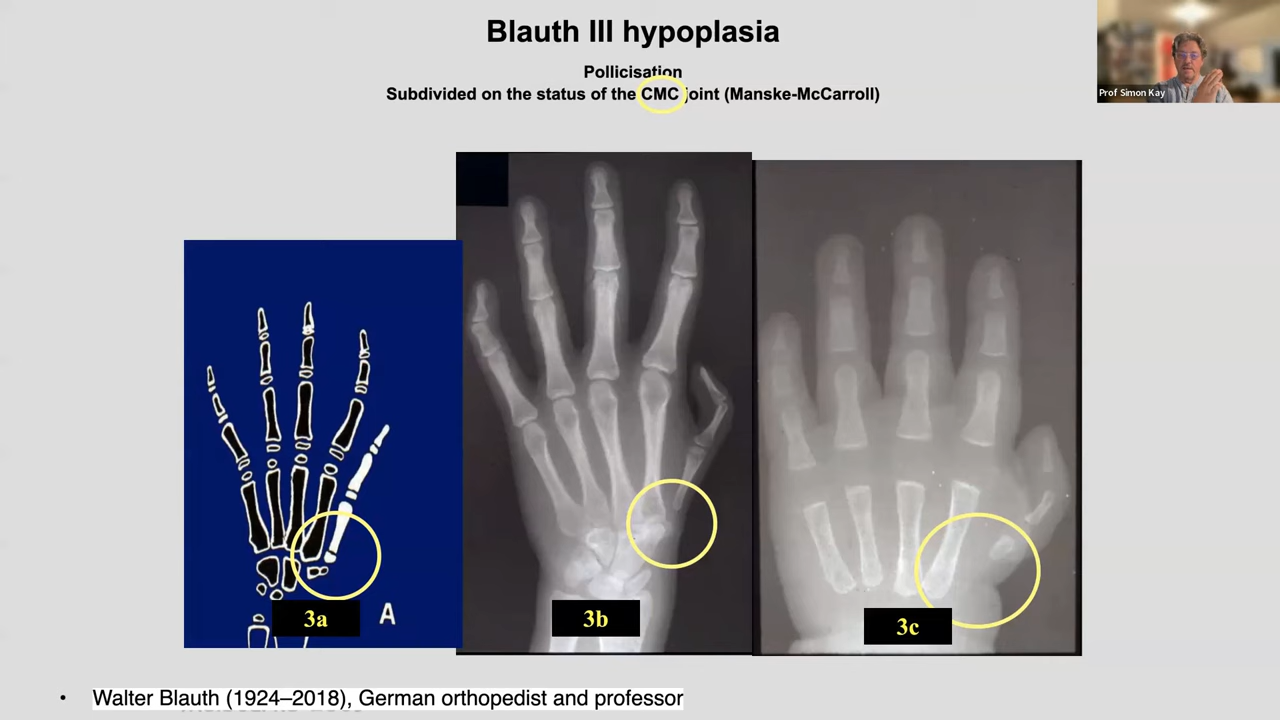 Blauth III hypoplasia
Pollicisation
Subdivided on the status of the CMC joint (Manske-McCarroll)
Prof Simon Kay
3a
A
3b
3c
• Walter Blauth (1924–2018), German orthopedist and professor